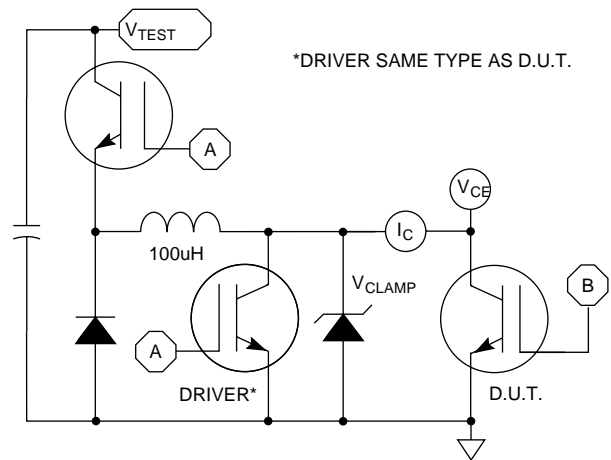 VTEST
*DRIVER SAME TYPE AS D.U.T.
A
VCE
100uH
IC
VCLAMP
B
A
DRIVER*
D.U.T.